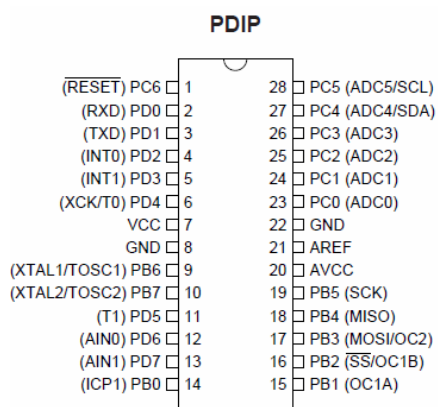 PDIP
(RESET) PC6 1 28 PC5 (ADC5/SCL)
(RXD) PD0 2 27 PC4 (ADC4/SDA)
(TXD) PD1 3 26 PC3 (ADC3)
(INT0) PD2 4 25 PC2 (ADC2)
(INT1) PD3 5 24 PC1 (ADC1)
(XCK/T0) PD4 6 23 PC0 (ADC0)
VCC 7 22 GND
GND 8 21 AREF
(XTAL1/TOSC1) PB6 9 20 AVCC
(XTAL2/TOSC2) PB7 10 19 PB5 (SCK)
(T1) PD5 11 18 PB4 (MISO)
(AIN0) PD6 12 17 PB3 (MOSI/OC2)
(AIN1) PD7 13 16 PB2 (SS/OC1B)
(ICP1) PB0 14 15 PB1 (OC1A)